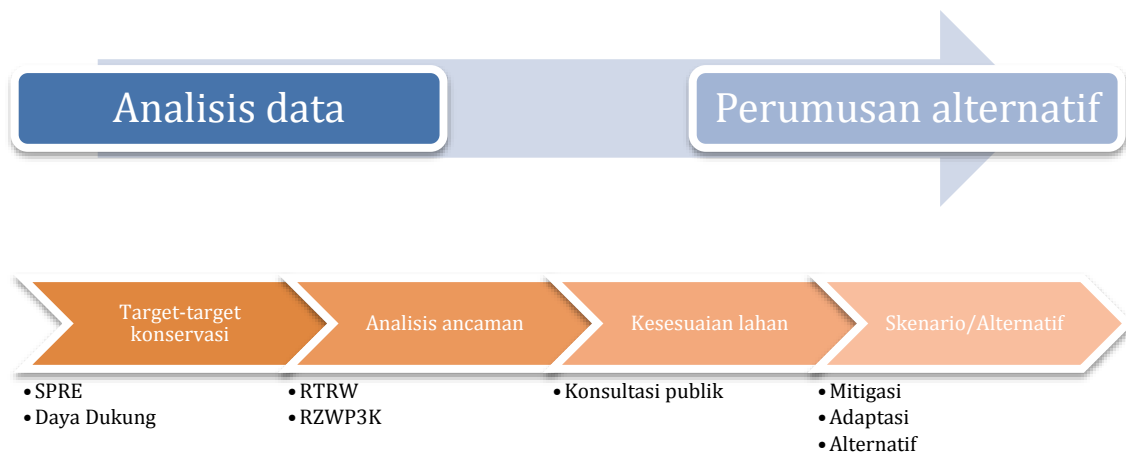 Analisis data
Perumusan alternatif
Target-target
konservasi
• SPRE
• Daya Dukung
Analisis ancaman
• RTRW
• RZWP3K
Kesesuaian lahan
• Konsultasi publik
Skenario/Alternatif
• Mitigasi
• Adaptasi
• Alternatif